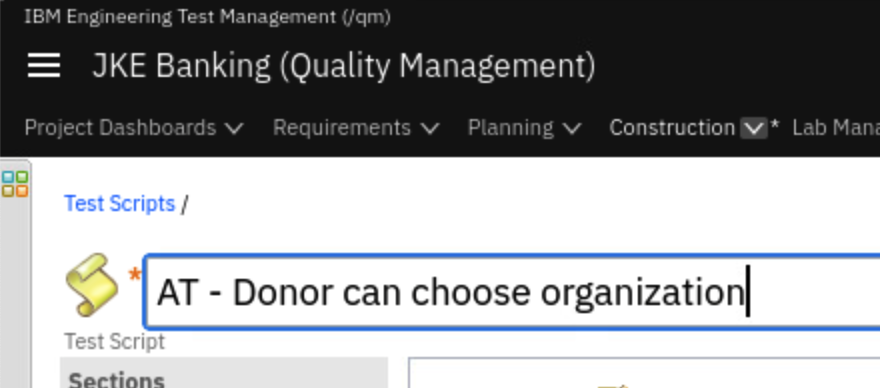 IBM Engineering Test Management (/qm)
JKE Banking (Quality Management)
Project Dashboards Requirements Planning Construction * Lab Mana
Test Scripts /
* AT - Donor can choose organization
Test Script
Sections